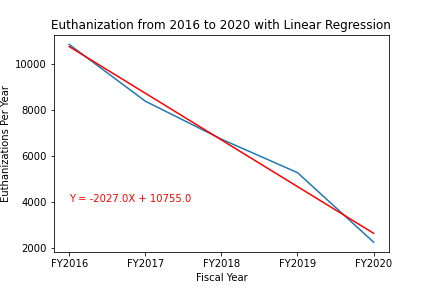 Euthanization from 2016 to 2020 with Linear Regression
Euthanizations Per Year
10000
8000
6000
4000
2000
Y = -2027.0X + 10755.0
FY2016 FY2017 FY2018 FY2019 FY2020
Fiscal Year